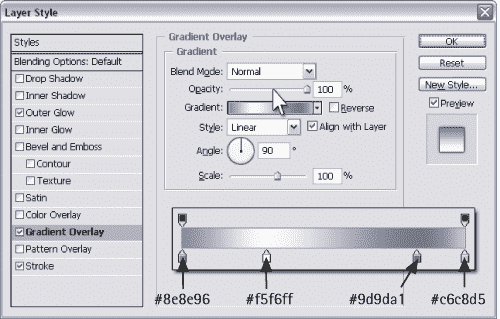 Layer Style
Styles
Blending Options: Default
Drop Shadow
Inner Shadow
Outer Glow
Inner Glow
Bevel and Emboss
Contour
Texture
Satin
Color Overlay
Gradient Overlay
Pattern Overlay
Stroke
Gradient Overlay
Gradient
Blend Mode: Normal
Opacity: 100 %
Gradient: Reverse
Style: Linear Align with Layer
Angle: 90 °
Scale: 100 %
#8e8e96 #f5f6ff #9d9da1 #c6c8d5
OK
Reset
New Style...
Preview